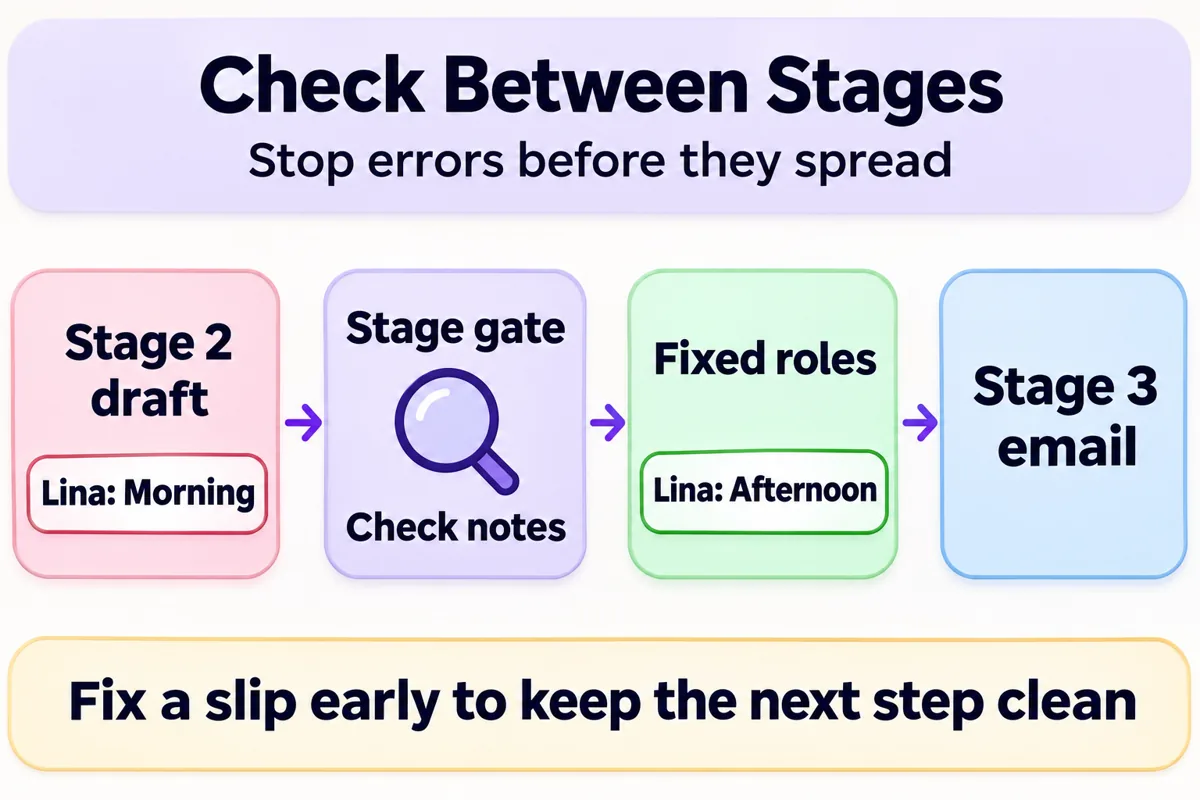 Check Between Stages
Stop errors before they spread
Stage 2
draft
Lina: Morning
Stage gate
Check notes
Fixed roles
Lina: Afternoon
Stage 3
email
Fix a slip early to keep the next step clean